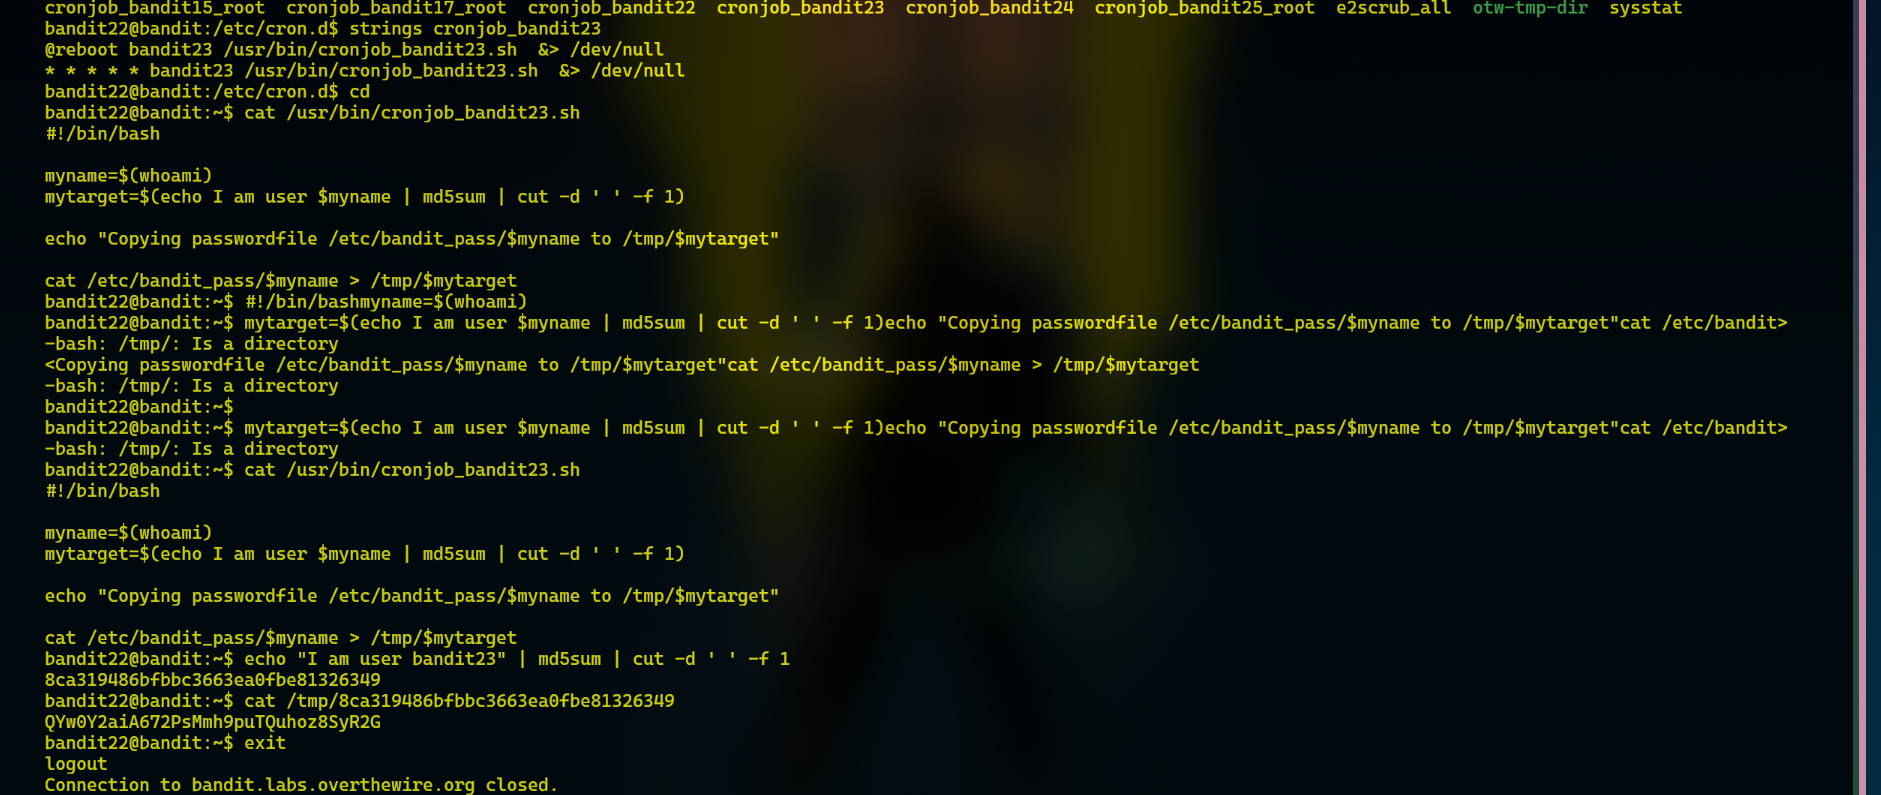 cronjob_bandit15_root  cronjob_bandit17_root  cronjob_bandit22  cronjob_bandit23  cronjob_bandit24  cronjob_bandit25_root  e2scrub_all  otw-tmp-dir  sysstat
bandit22@bandit:/etc/cron.d$ strings cronjob_bandit23
@reboot bandit23 /usr/bin/cronjob_bandit23.sh  &> /dev/null
* * * * * bandit23 /usr/bin/cronjob_bandit23.sh  &> /dev/null
bandit22@bandit:/etc/cron.d$ cd
bandit22@bandit:~$ cat /usr/bin/cronjob_bandit23.sh
#!/bin/bash

myname=$(whoami)
mytarget=$(echo I am user $myname | md5sum | cut -d ' ' -f 1)

echo "Copying passwordfile /etc/bandit_pass/$myname to /tmp/$mytarget"

cat /etc/bandit_pass/$myname > /tmp/$mytarget
bandit22@bandit:~$ #!/bin/bashmyname=$(whoami)
bandit22@bandit:~$ mytarget=$(echo I am user $myname | md5sum | cut -d ' ' -f 1)echo "Copying passwordfile /etc/bandit_pass/$myname to /tmp/$mytarget"cat /etc/bandit>
-bash: /tmp/: Is a directory
<Copying passwordfile /etc/bandit_pass/$myname to /tmp/$mytarget"cat /etc/bandit_pass/$myname > /tmp/$mytarget
-bash: /tmp/: Is a directory
bandit22@bandit:~$
bandit22@bandit:~$ mytarget=$(echo I am user $myname | md5sum | cut -d ' ' -f 1)echo "Copying passwordfile /etc/bandit_pass/$myname to /tmp/$mytarget"cat /etc/bandit>
-bash: /tmp/: Is a directory
bandit22@bandit:~$ cat /usr/bin/cronjob_bandit23.sh
#!/bin/bash

myname=$(whoami)
mytarget=$(echo I am user $myname | md5sum | cut -d ' ' -f 1)

echo "Copying passwordfile /etc/bandit_pass/$myname to /tmp/$mytarget"

cat /etc/bandit_pass/$myname > /tmp/$mytarget
bandit22@bandit:~$ echo "I am user bandit23" | md5sum | cut -d ' ' -f 1
8ca319486bfbbc3663ea0fbe81326349
bandit22@bandit:~$ cat /tmp/8ca319486bfbbc3663ea0fbe81326349
QYw0Y2aiA672PsMmh9puTQuhoz8SyR2G
bandit22@bandit:~$ exit
logout
Connection to bandit.labs.overthewire.org closed.